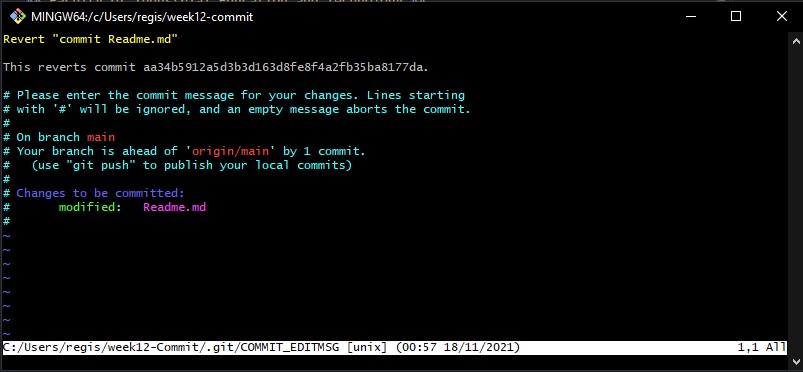 MINGW64:/c/Users/regis/week12-commit
Revert "commit Readme.md"
This reverts commit aa34b5912a5d3b3d163d8fe8f4a2fb35ba8177da.
# Please enter the commit message for your changes. Lines starting
# with '#' will be ignored, and an empty message aborts the commit.
#
# On branch main
# Your branch is ahead of 'origin/main' by 1 commit.
#   (use "git push" to publish your local commits)
#
# Changes to be committed:
#       modified:   Readme.md
#
~
~
~
~
~
~
~
~
C:/Users/regis/week12-Commit/.git/COMMIT_EDITMSG [unix] (00:57 18/11/2021) 1,1 All